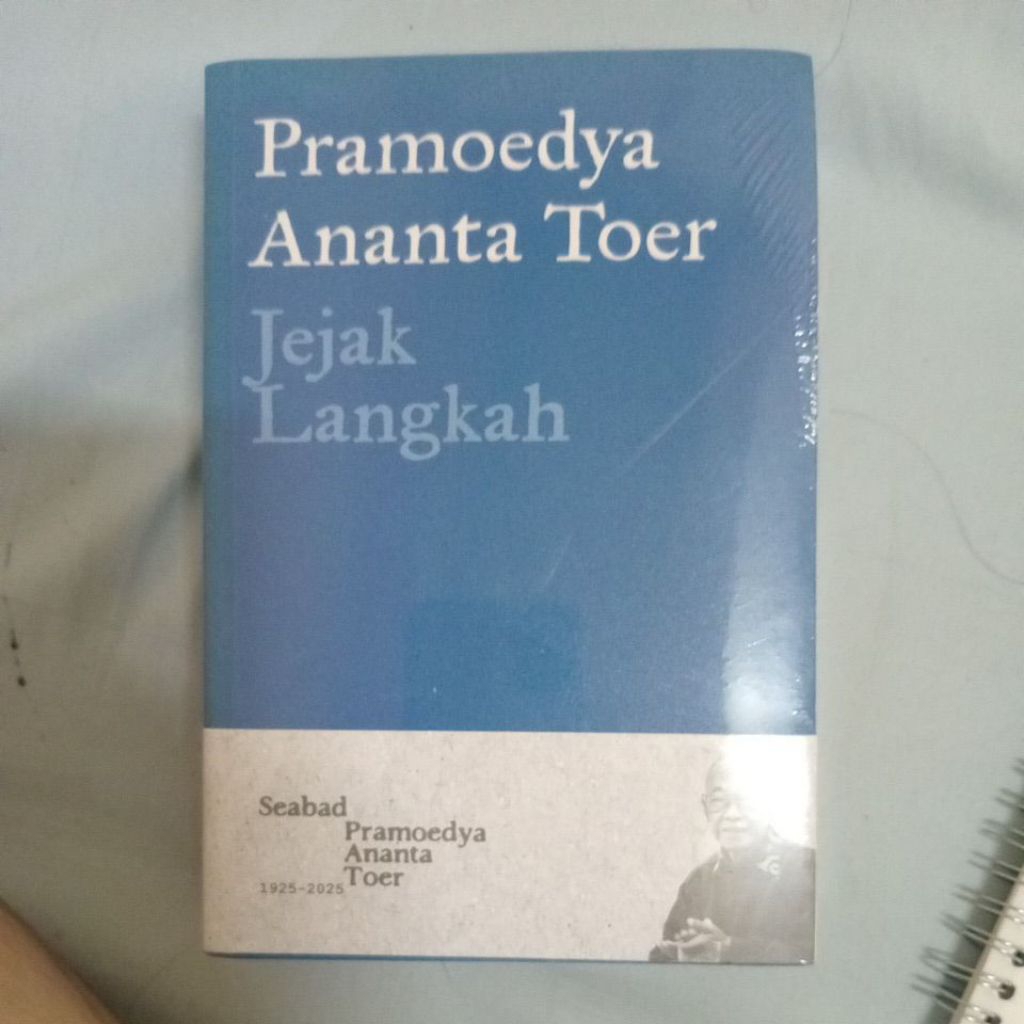 Pramoedya
Ananta Toer
Jejak
Langkah
Seabad
Pramoedya
Ananta
Toer
1925-2025